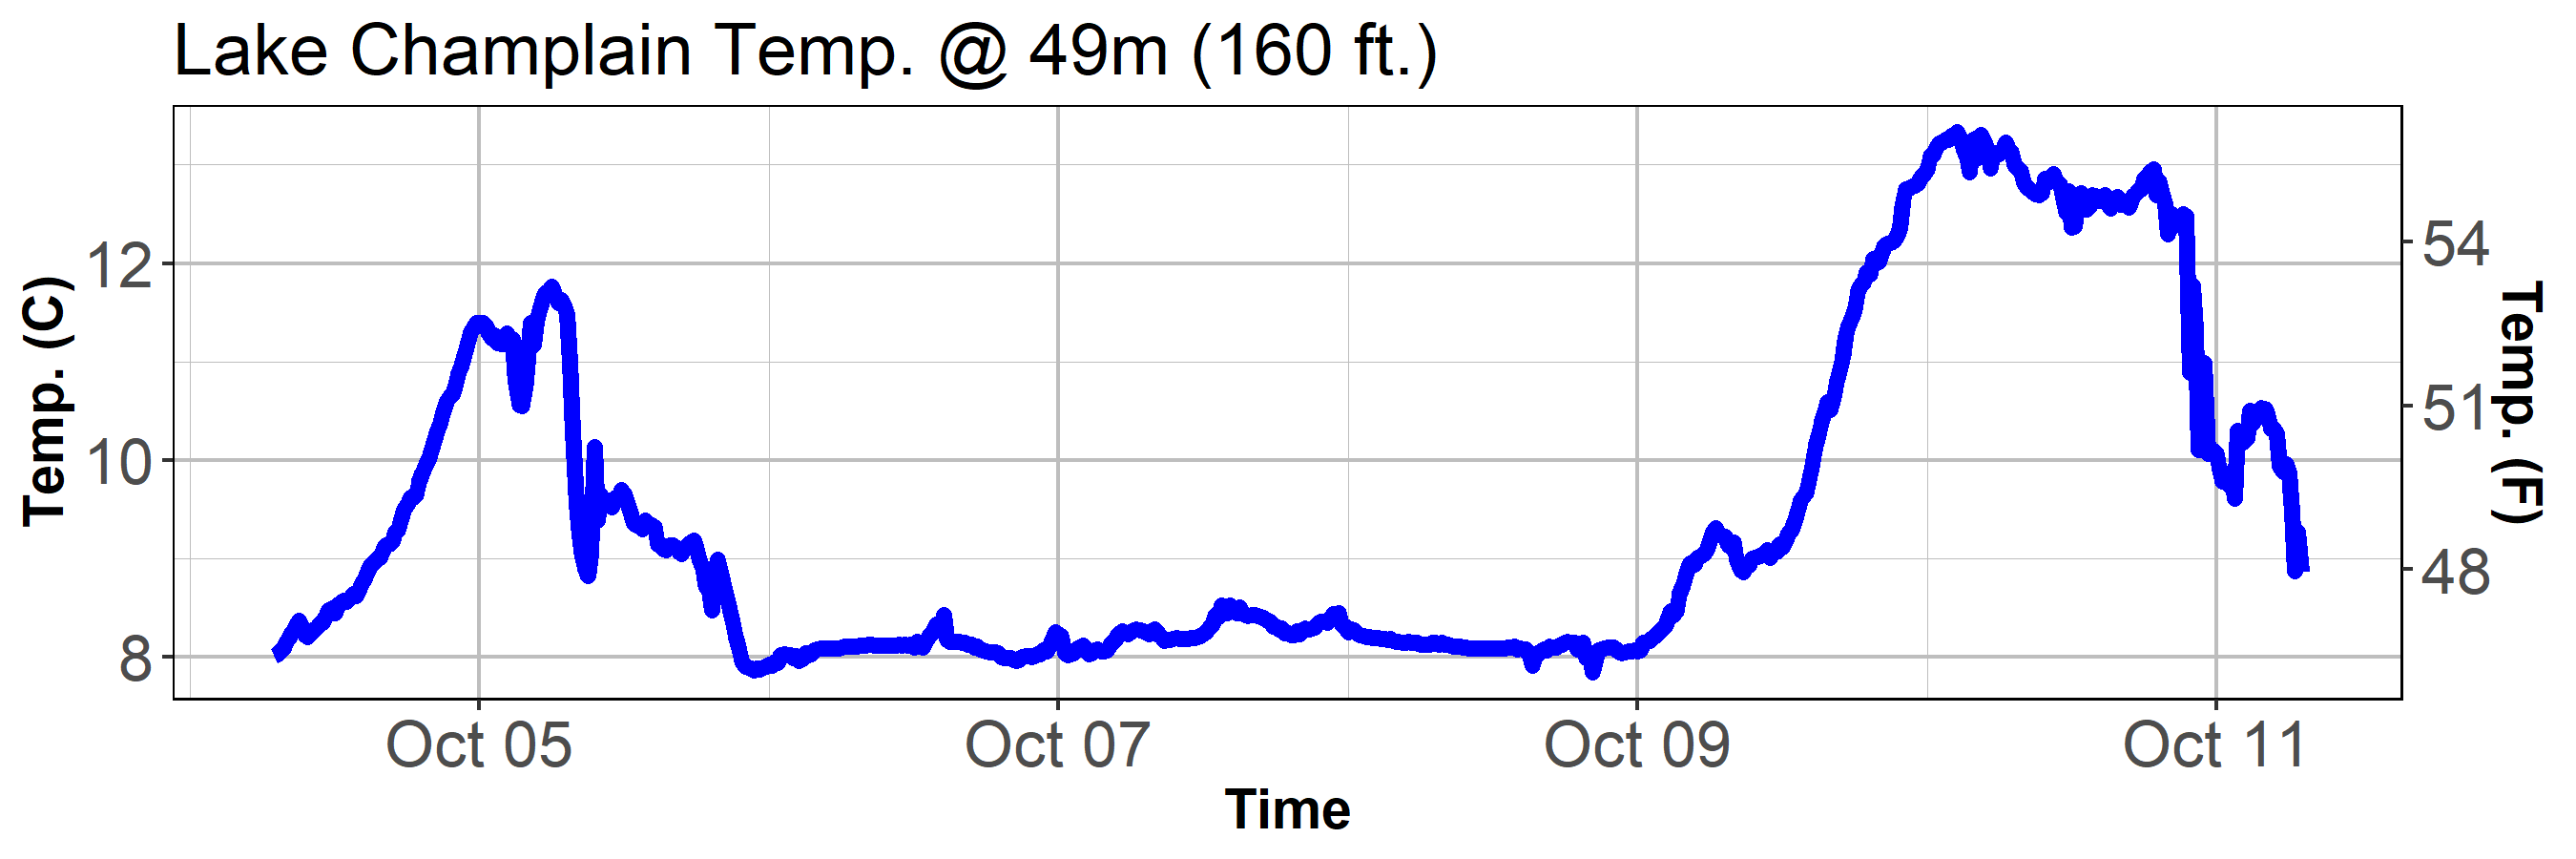 Lake Champlain Temp. @ 49m (160 ft.)
Temp. (C)
12
10
8
54
51
48
Temp. (F)
Oct 05
Oct 07
Oct 09
Oct 11
Time